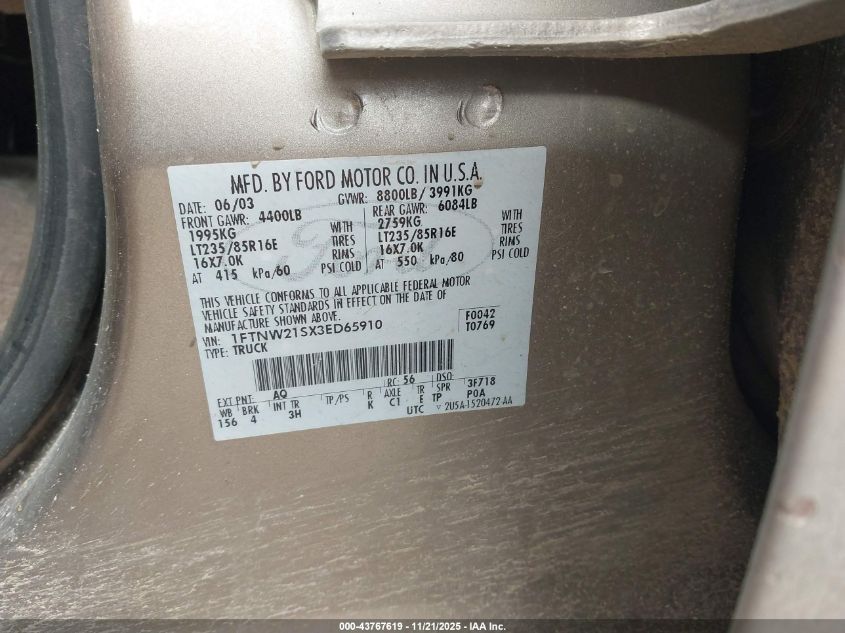 MFD. BY FORD MOTOR CO. IN U.S.A.
DATE: 06/03 GVWR: 8800LB / 3991KG
FRONT GAWR: 4400LB REAR GAWR: 6084LB
1995KG WITH 2759KG WITH
LT235/85R16E TIRES LT235/85R16E TIRES
16X7.0K RIMS 16X7.0K RIMS
AT 415 kPa/60 PSI COLD AT 550 kPa/80 PSI COLD
THIS VEHICLE CONFORMS TO ALL APPLICABLE FEDERAL MOTOR
VEHICLE SAFETY STANDARDS IN EFFECT ON THE DATE OF
MANUFACTURE SHOWN ABOVE.
VIN: 1FTNW21SX3ED65910 F0042
TYPE: TRUCK T0769
EXT PNT: AQ RC: 56 DSO: 3F718
WB BRK INT TR TP/PS R AXLE TR SPR P0A
156 4 3H K C1 E TP
UTC ▽ 2U5A-1520472-AA
Ford
000-43767619 - 11/21/2025 - IAA Inc.